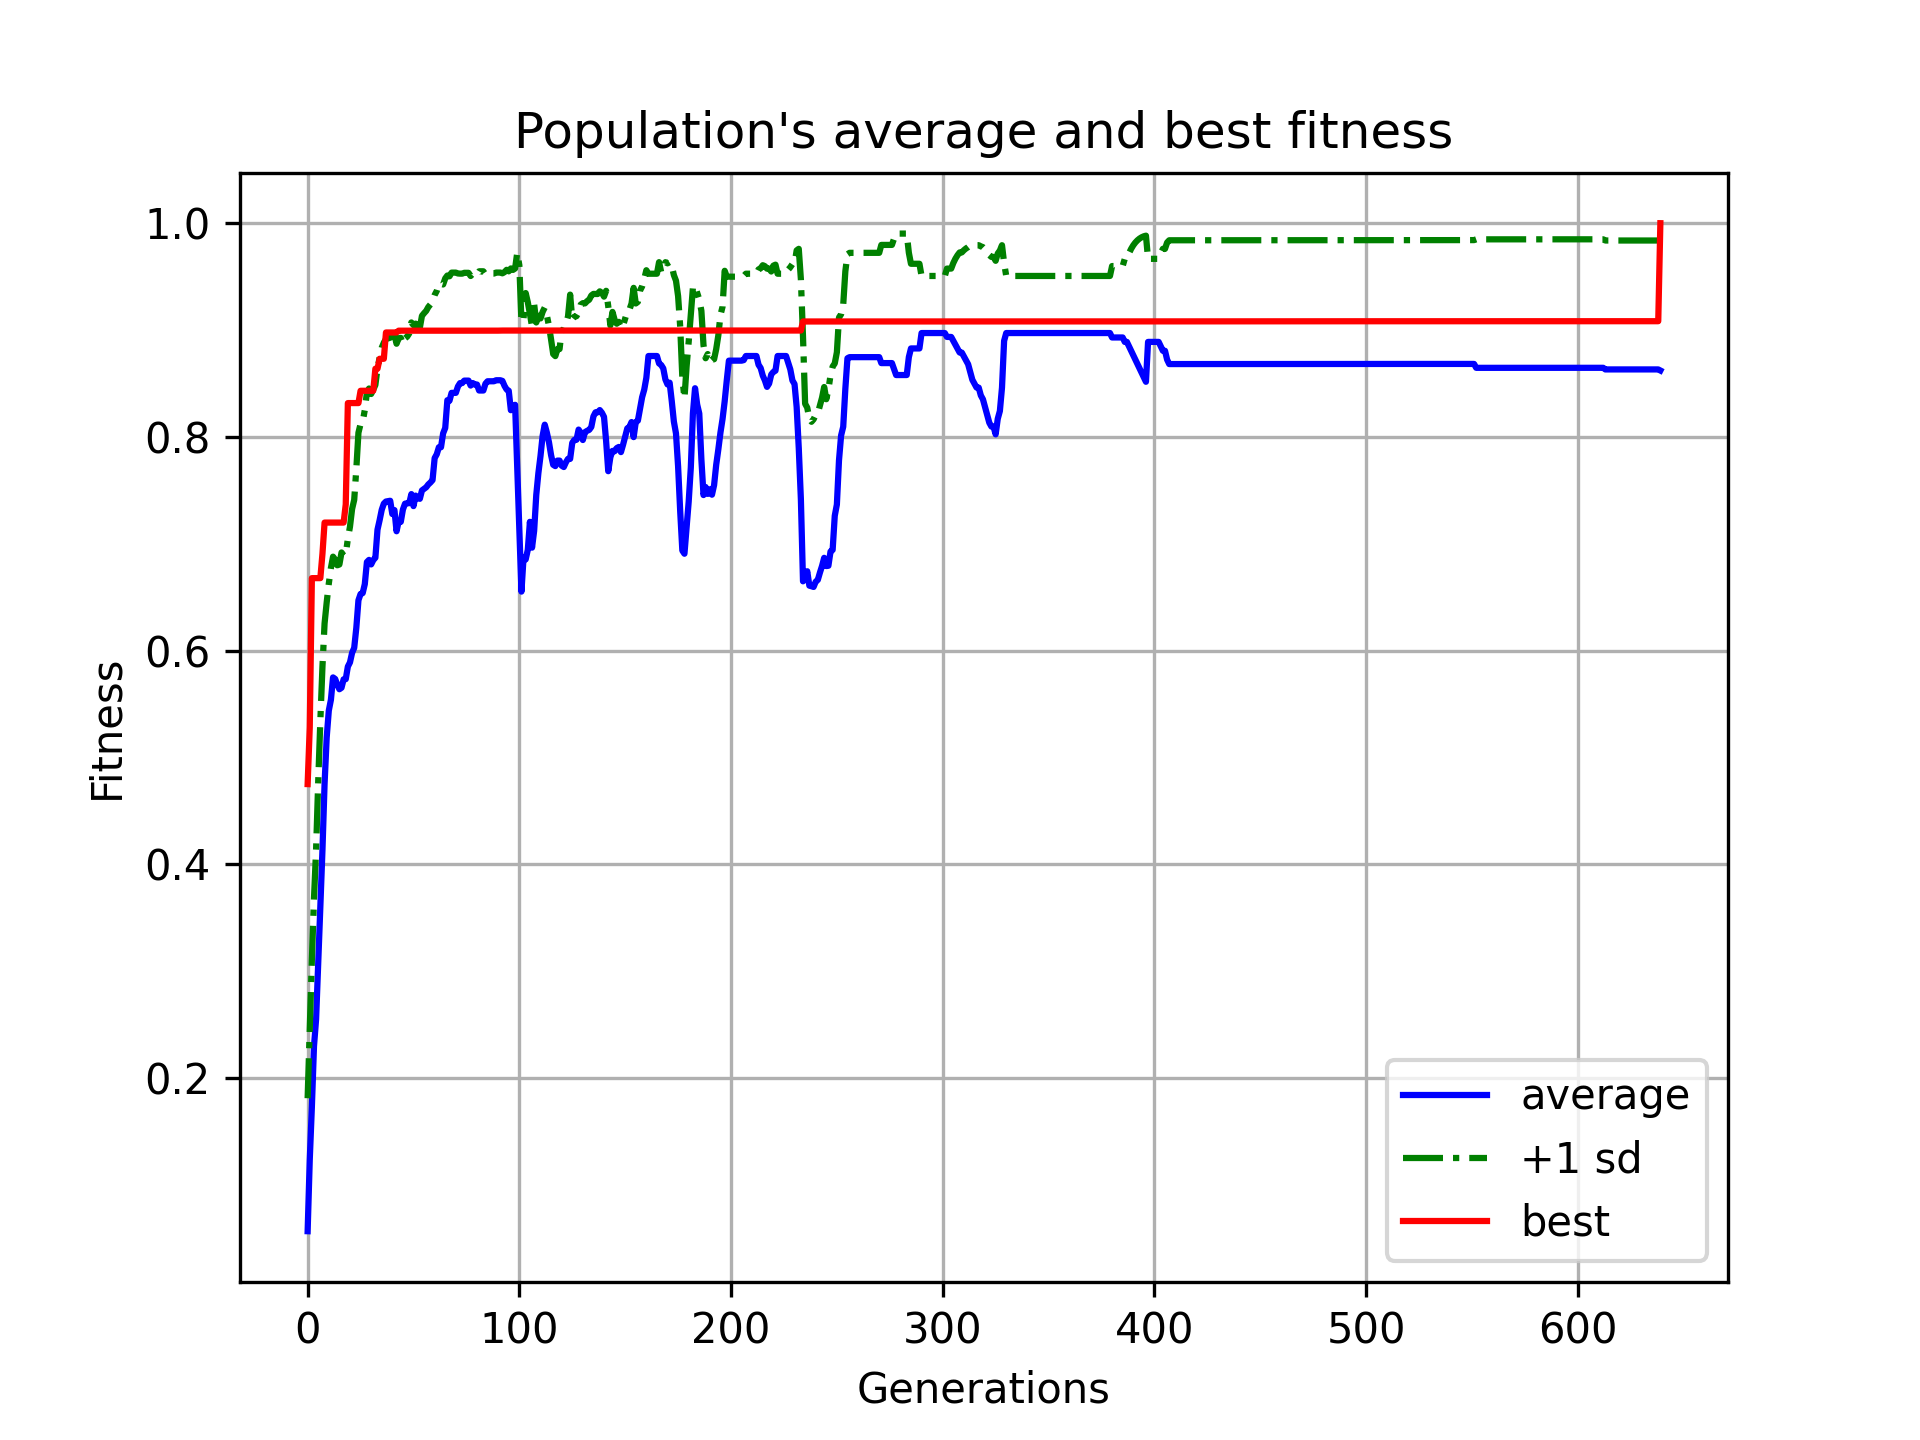 Population's average and best fitness
1.0
0.8
0.6
0.4
0.2
Fitness
0 100 200 300 400 500 600
Generations
average
+1 sd
best